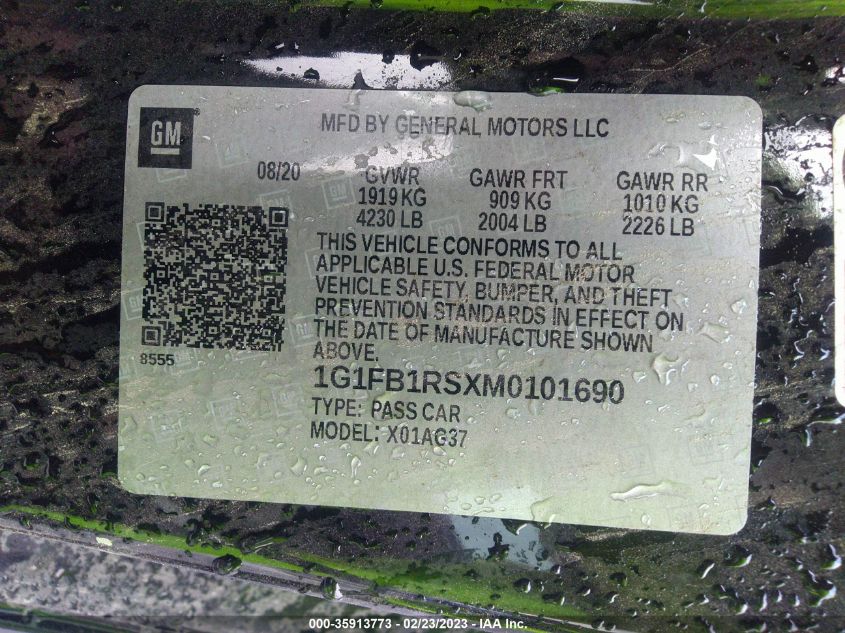 GM
MFD BY GENERAL MOTORS LLC
08/20
GVWR GAWR FRT GAWR RR
1919 KG 909 KG 1010 KG
4230 LB 2004 LB 2226 LB
THIS VEHICLE CONFORMS TO ALL
APPLICABLE U.S. FEDERAL MOTOR
VEHICLE SAFETY, BUMPER, AND THEFT
PREVENTION STANDARDS IN EFFECT ON
THE DATE OF MANUFACTURE SHOWN
ABOVE.
8555
1G1FB1RSXM0101690
TYPE: PASS CAR
MODEL: X01AG37
000-35913773 - 02/23/2023 - IAA Inc.